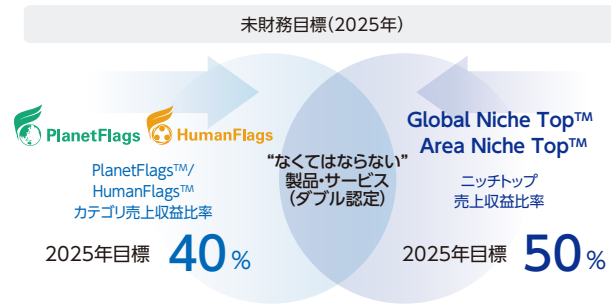 未財務目標(2025年)
PlanetFlags HumanFlags
PlanetFlags™/
HumanFlags™
カテゴリ売上収益比率
2025年目標 40%
“なくてはならない”
製品・サービス
(ダブル認定)
Global Niche Top™
Area Niche Top™
ニッチトップ
売上収益比率
2025年目標 50%